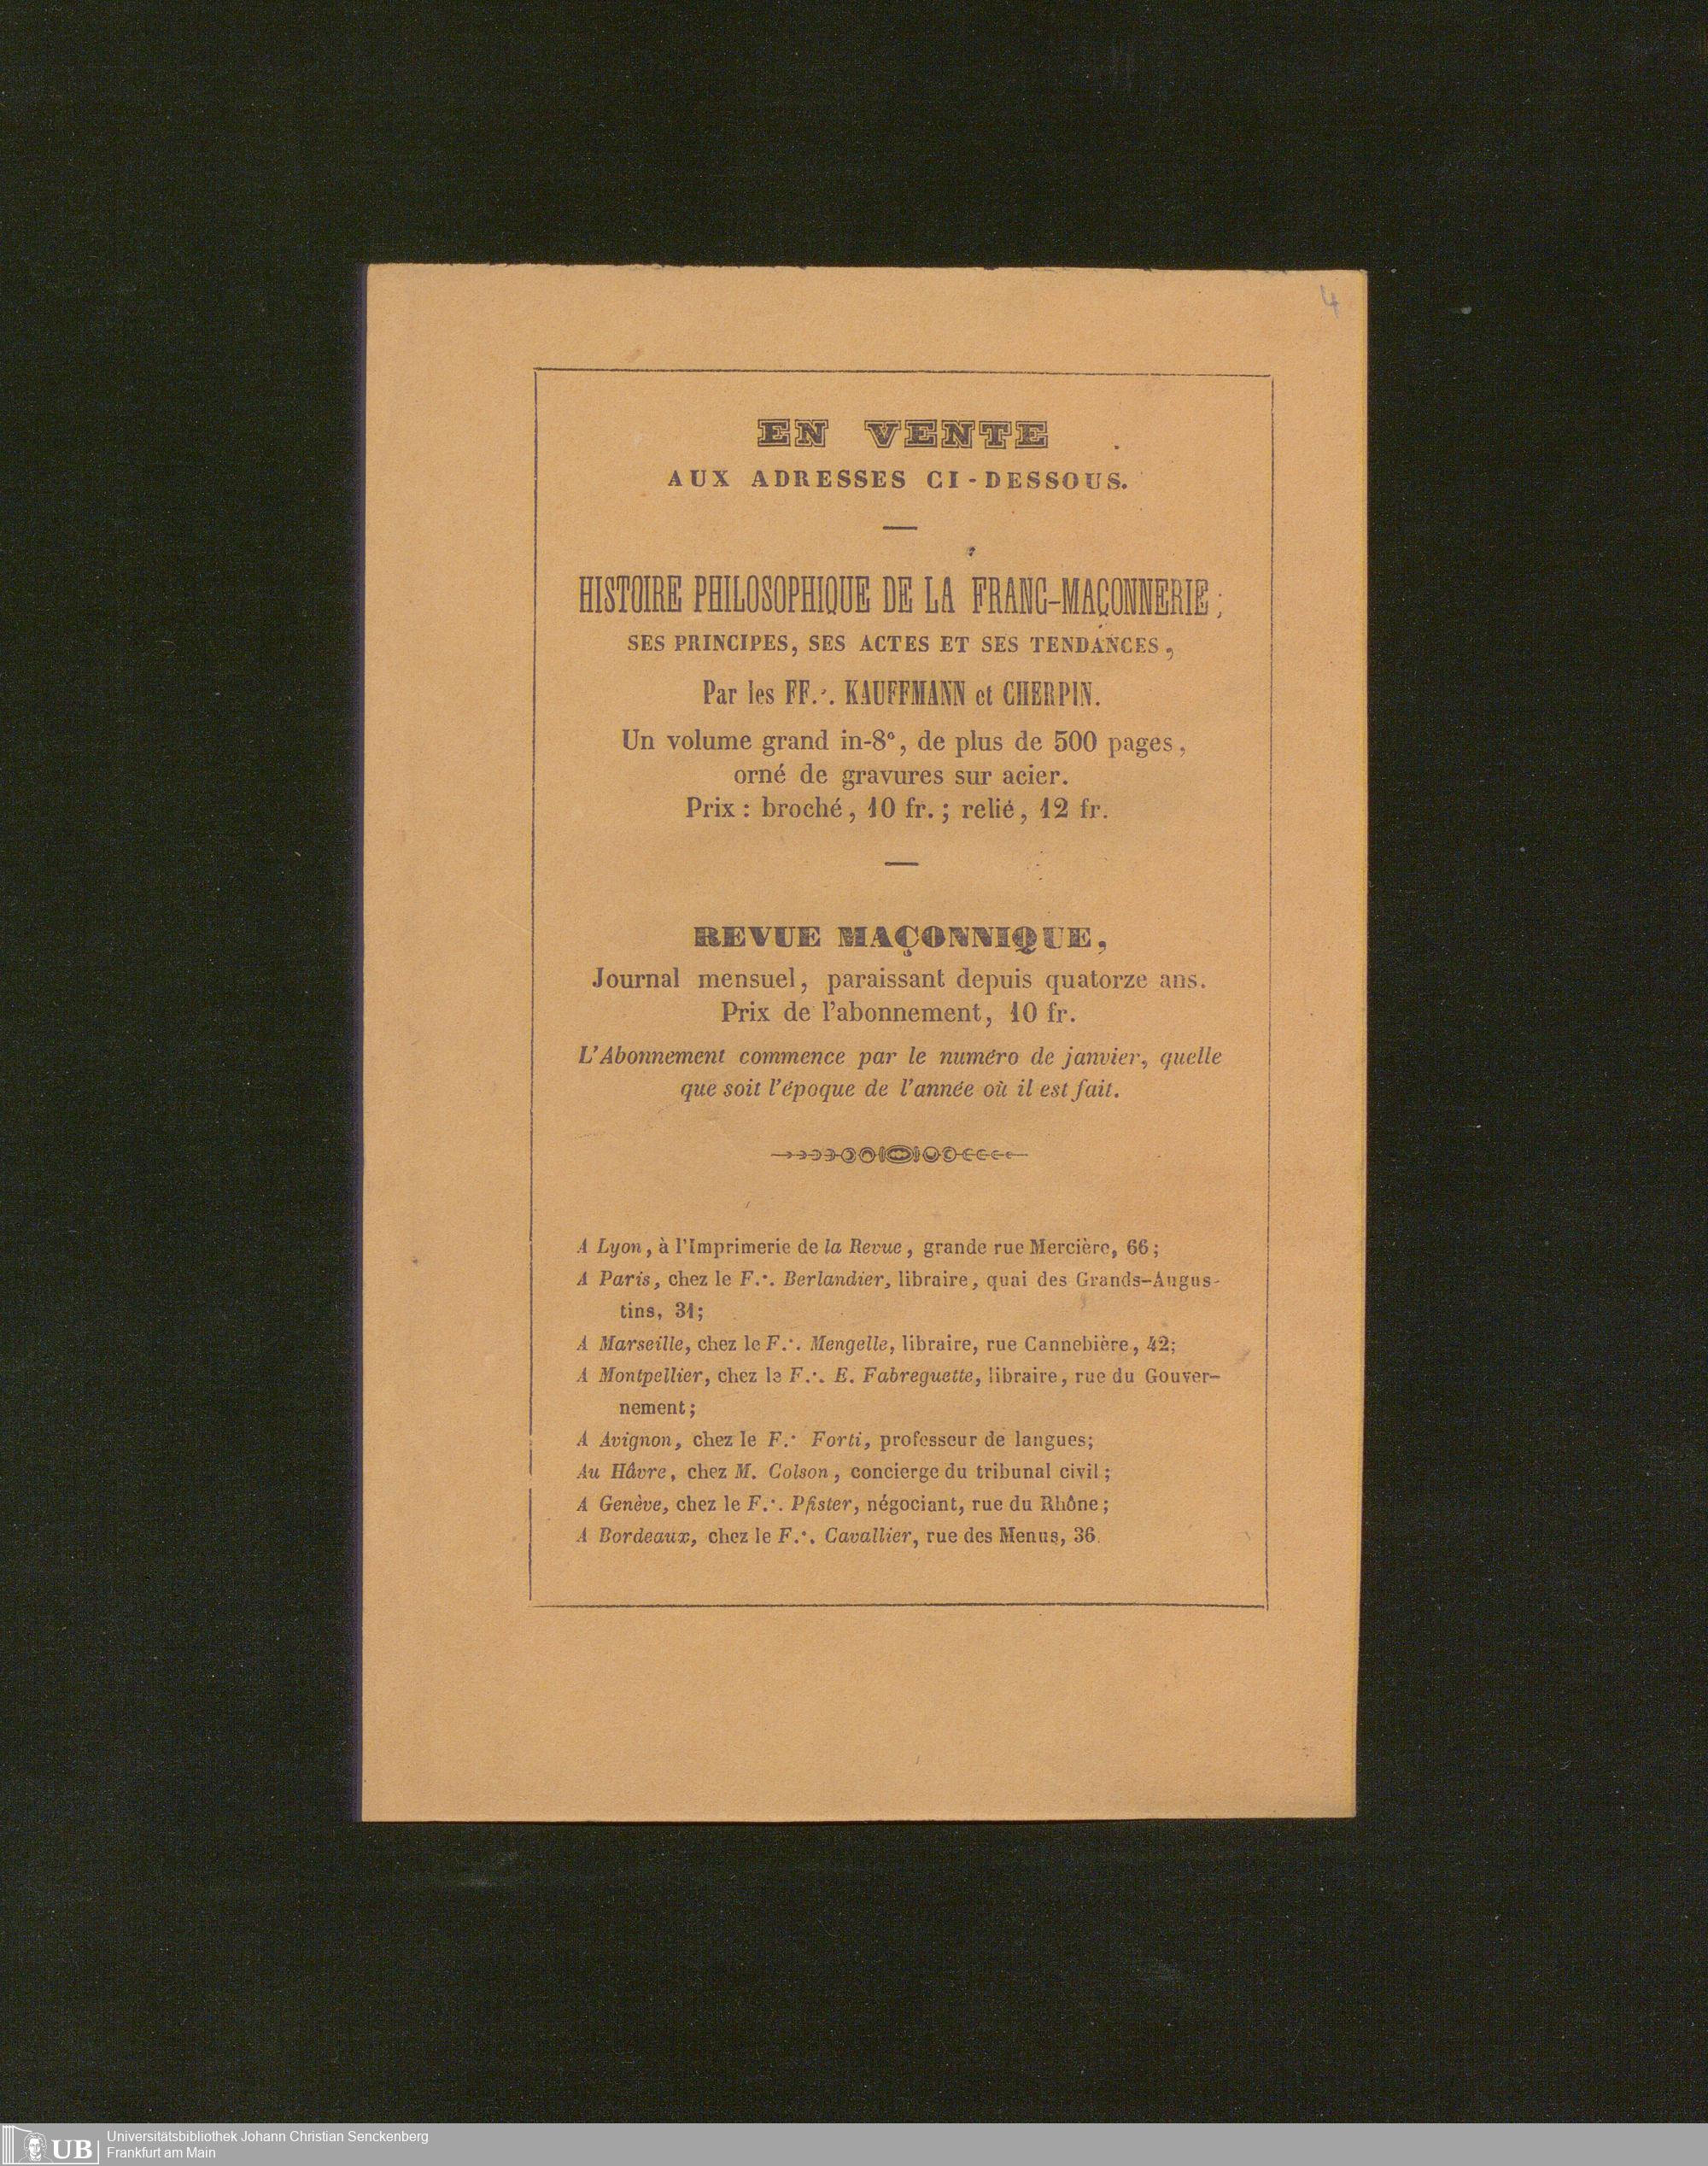 4
EN VENTE
AUX ADRESSES CI-DESSOUS.
HISTOIRE PHILOSOPHIQUE DE LA FRANC-MAÇONNERIE;
SES PRINCIPES, SES ACTES ET SES TENDANCES,
Par les FF.·. KAUFFMANN et CHERPIN.
Un volume grand in-8°, de plus de 500 pages,
orné de gravures sur acier.
Prix : broché, 10 fr.; relié, 12 fr.
REVUE MAÇONNIQUE,
Journal mensuel, paraissant depuis quatorze ans.
Prix de l'abonnement, 10 fr.
L'Abonnement commence par le numéro de janvier, quelle
que soit l'époque de l'année où il est fait.
A Lyon, à l'Imprimerie de la Revue, grande rue Mercière, 66;
A Paris, chez le F.·. Berlandier, libraire, quai des Grands-Augus-
tins, 31;
A Marseille, chez le F.·. Mengelle, libraire, rue Cannebière, 42;
A Montpellier, chez le F.·. E. Fabreguette, libraire, rue du Gouver-
nement;
A Avignon, chez le F.· Forti, professeur de langues;
Au Hâvre, chez M. Colson, concierge du tribunal civil;
A Genève, chez le F.·. Pfister, négociant, rue du Rhône;
A Bordeaux, chez le F.·. Cavallier, rue des Menus, 36.
UB Universitätsbibliothek Johann Christian Senckenberg
Frankfurt am Main